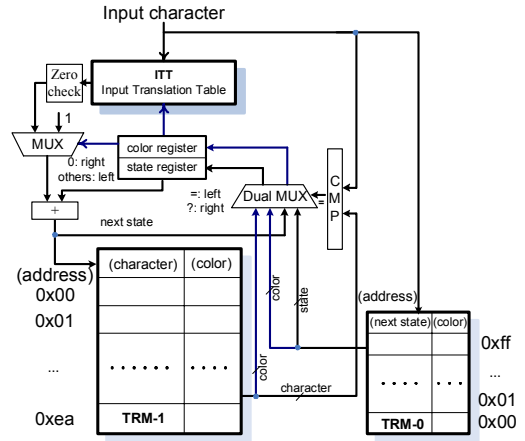 Input character
Zero
check
ITT
Input Translation Table
1
MUX
0: right
others: left
color register
state register
=: left
?: right
Dual MUX
=
C
M
P
+
next state
(address)
0x00
0x01
...
0xea
(character)
(color)
......
....
TRM-1
color
state
color
character
(address)
(next state)
(color)
......
....
TRM-0
0xff
...
0x01
0x00